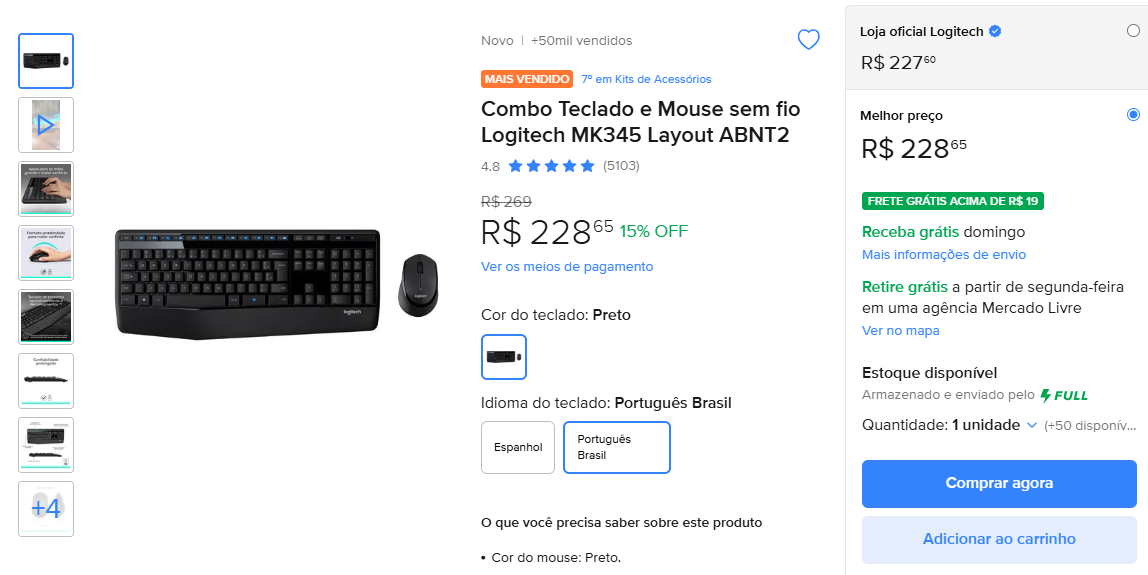 Novo | +50mil vendidos
MAIS VENDIDO 7º em Kits de Acessórios
Combo Teclado e Mouse sem fio
Logitech MK345 Layout ABNT2
4.8 (5103)
R$ 269
R$ 228 65 15% OFF
Ver os meios de pagamento
Cor do teclado: Preto
Idioma do teclado: Português Brasil
Espanhol
Português
Brasil
O que você precisa saber sobre este produto
• Cor do mouse: Preto.
+4
logitech
logitech
Loja oficial Logitech
R$ 227 60
Melhor preço
R$ 228 65
FRETE GRÁTIS ACIMA DE R$ 19
Receba grátis domingo
Mais informações de envio
Retire grátis a partir de segunda-feira
em uma agência Mercado Livre
Ver no mapa
Estoque disponível
Armazenado e enviado pelo FULL
Quantidade: 1 unidade (+50 disponív...
Comprar agora
Adicionar ao carrinho